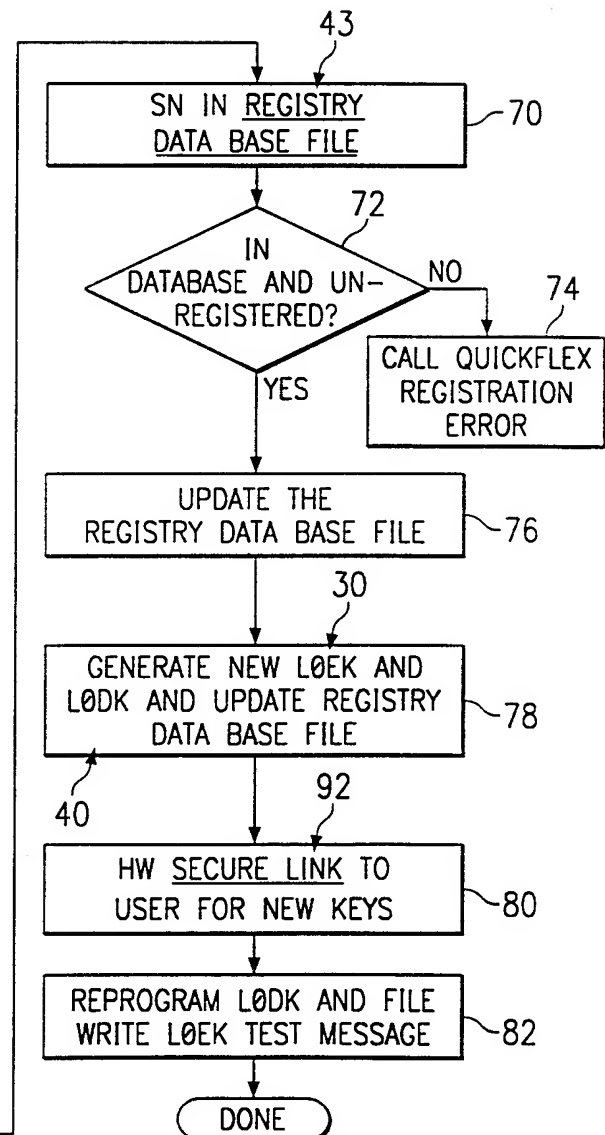 43
SN IN REGISTRY
DATA BASE FILE
70
72
IN
DATABASE AND UN-
REGISTERED?
NO
74
CALL QUICKFLEX
REGISTRATION
ERROR
YES
UPDATE THE
REGISTRY DATA BASE FILE
76
30
GENERATE NEW L0EK AND
L0DK AND UPDATE REGISTRY
DATA BASE FILE
78
40
92
HW SECURE LINK TO
USER FOR NEW KEYS
80
REPROGRAM L0DK AND FILE
WRITE L0EK TEST MESSAGE
82
DONE